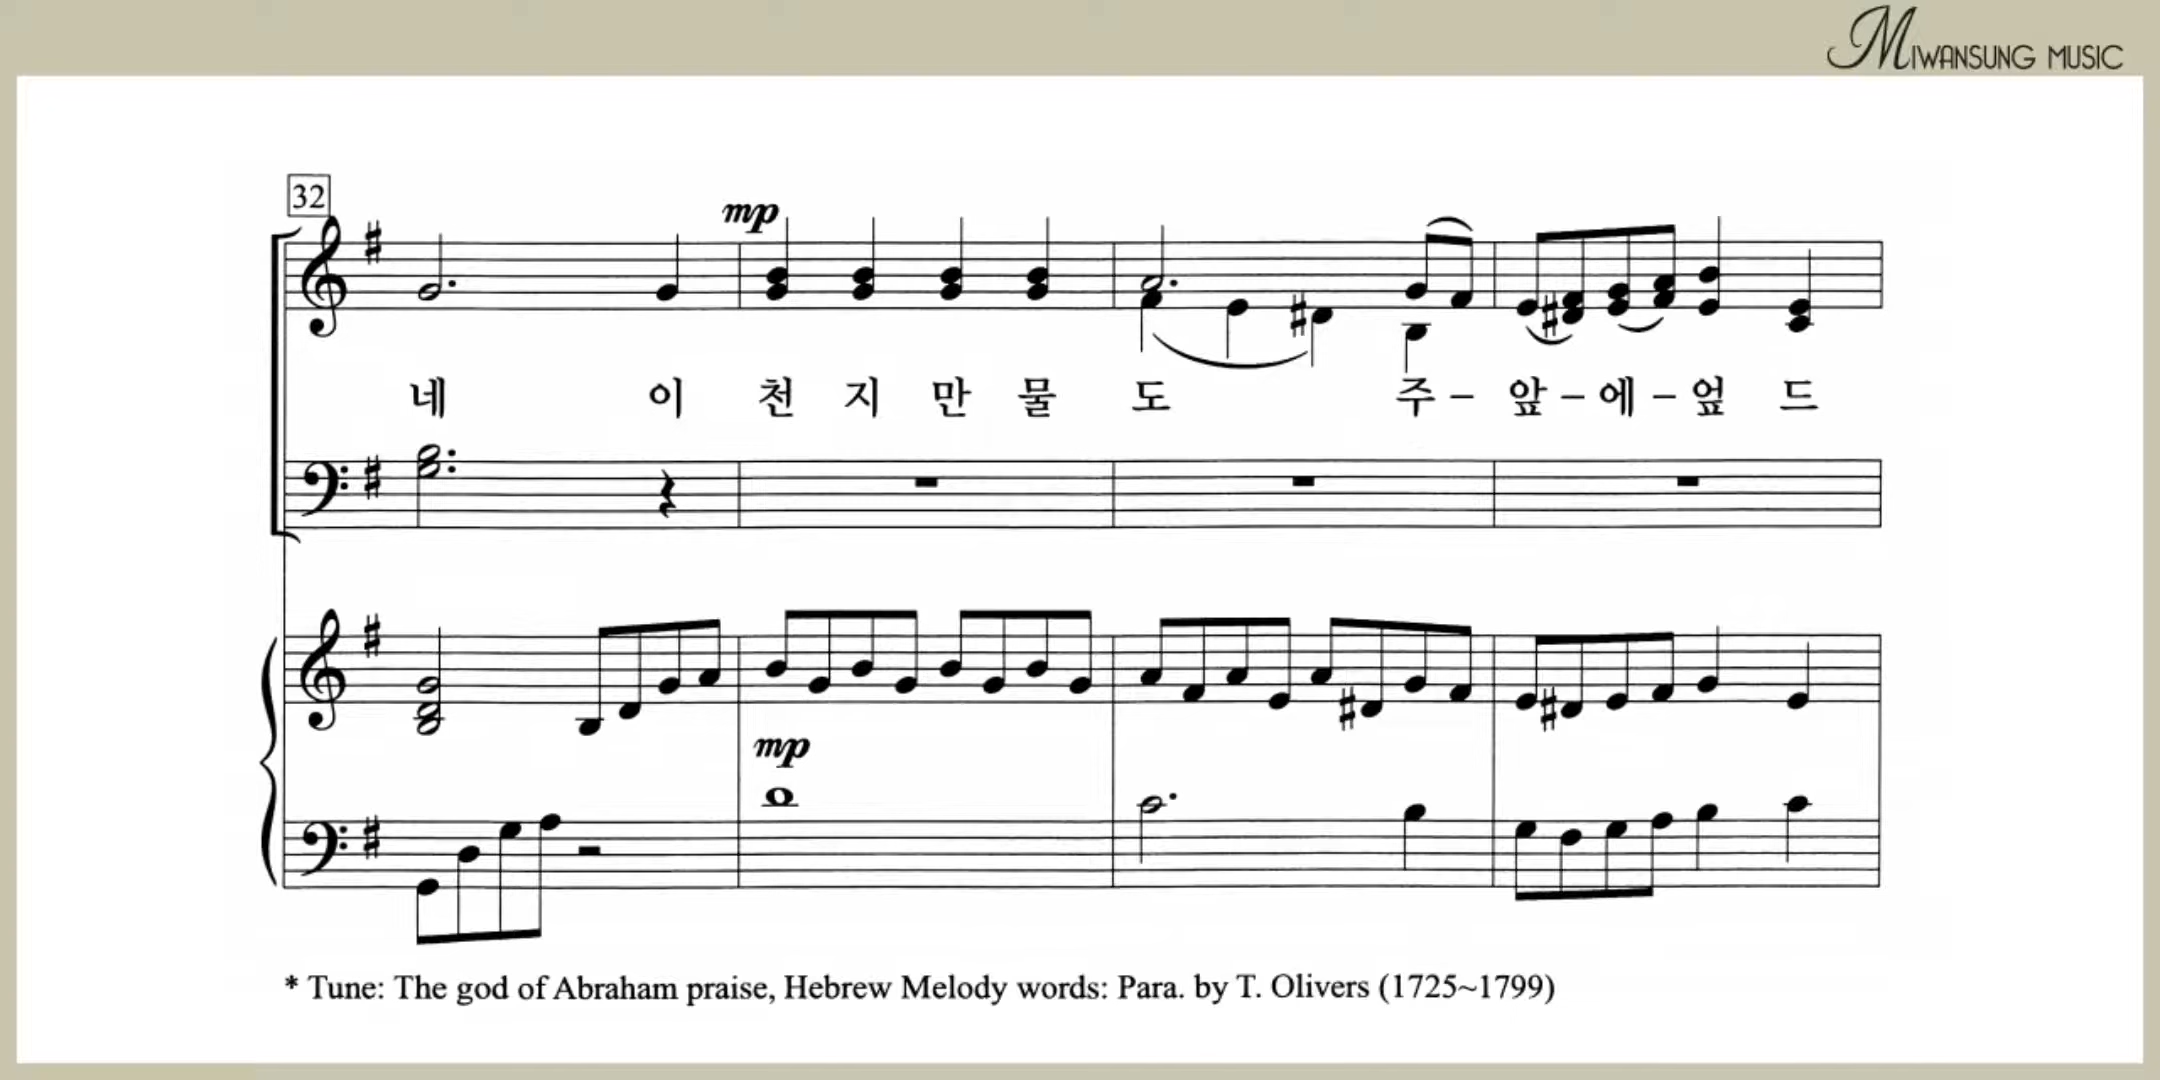 MIWANSUNG MUSIC
32
mp
네 이 천 지 만 물 도 주 – 앞 – 에 – 엎 드
mp
* Tune: The god of Abraham praise, Hebrew Melody words: Para. by T. Olivers (1725~1799)